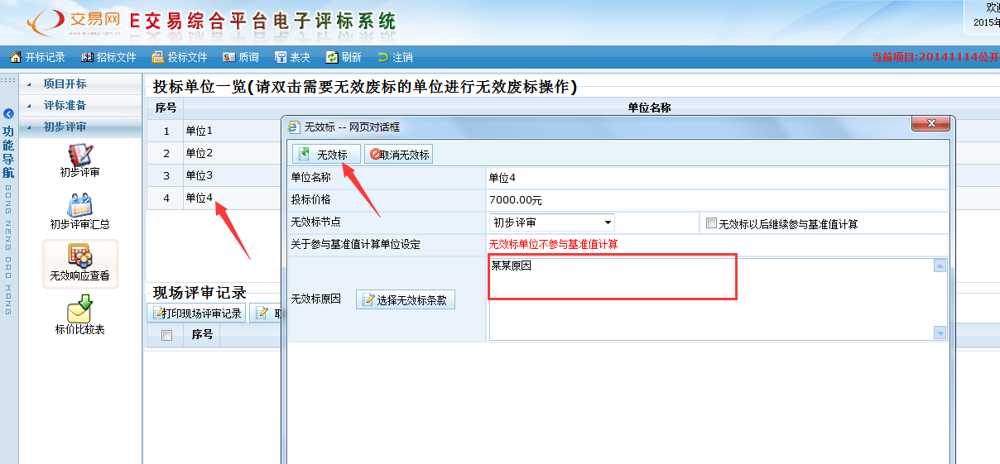 交易网
www.e-jiaoyi.com.cn
E交易综合平台电子评标系统
2015年
开标记录
招标文件
投标文件
质询
表决
刷新
注销
当前项目:20141114公开
项目开标
评标准备
初步评审
功能导航
GONG NENG DAO HANG
初步评审
初步评审汇总
无效响应查看
标价比较表
投标单位一览(请双击需要无效废标的单位进行无效废标操作)
序号 单位名称
1 单位1
2 单位2
3 单位3
4 单位4
现场评审记录
打印现场评审记录
序号
无效标 -- 网页对话框
无效标 取消无效标
单位名称 单位4
投标价格 7000.00元
无效标节点 初步评审 无效标以后继续参与基准值计算
关于参与基准值计算单位设定 无效标单位不参与基准值计算
无效标原因 选择无效标条款 某某原因